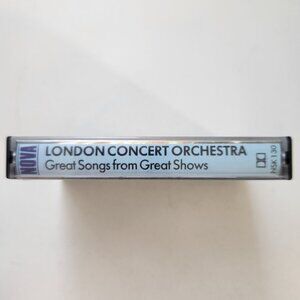 NOVA
LONDON CONCERT ORCHESTRA
Great Songs from Great Shows
NSK 130